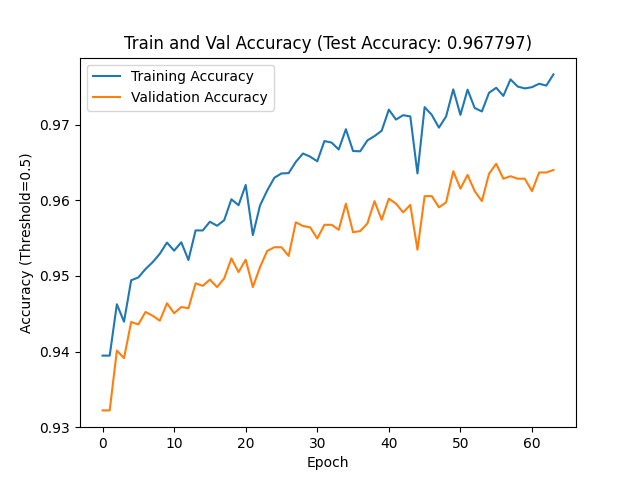 Train and Val Accuracy (Test Accuracy: 0.967797)
Training Accuracy
Validation Accuracy
Accuracy (Threshold=0.5)
0.97
0.96
0.95
0.94
0.93
0 10 20 30 40 50 60
Epoch